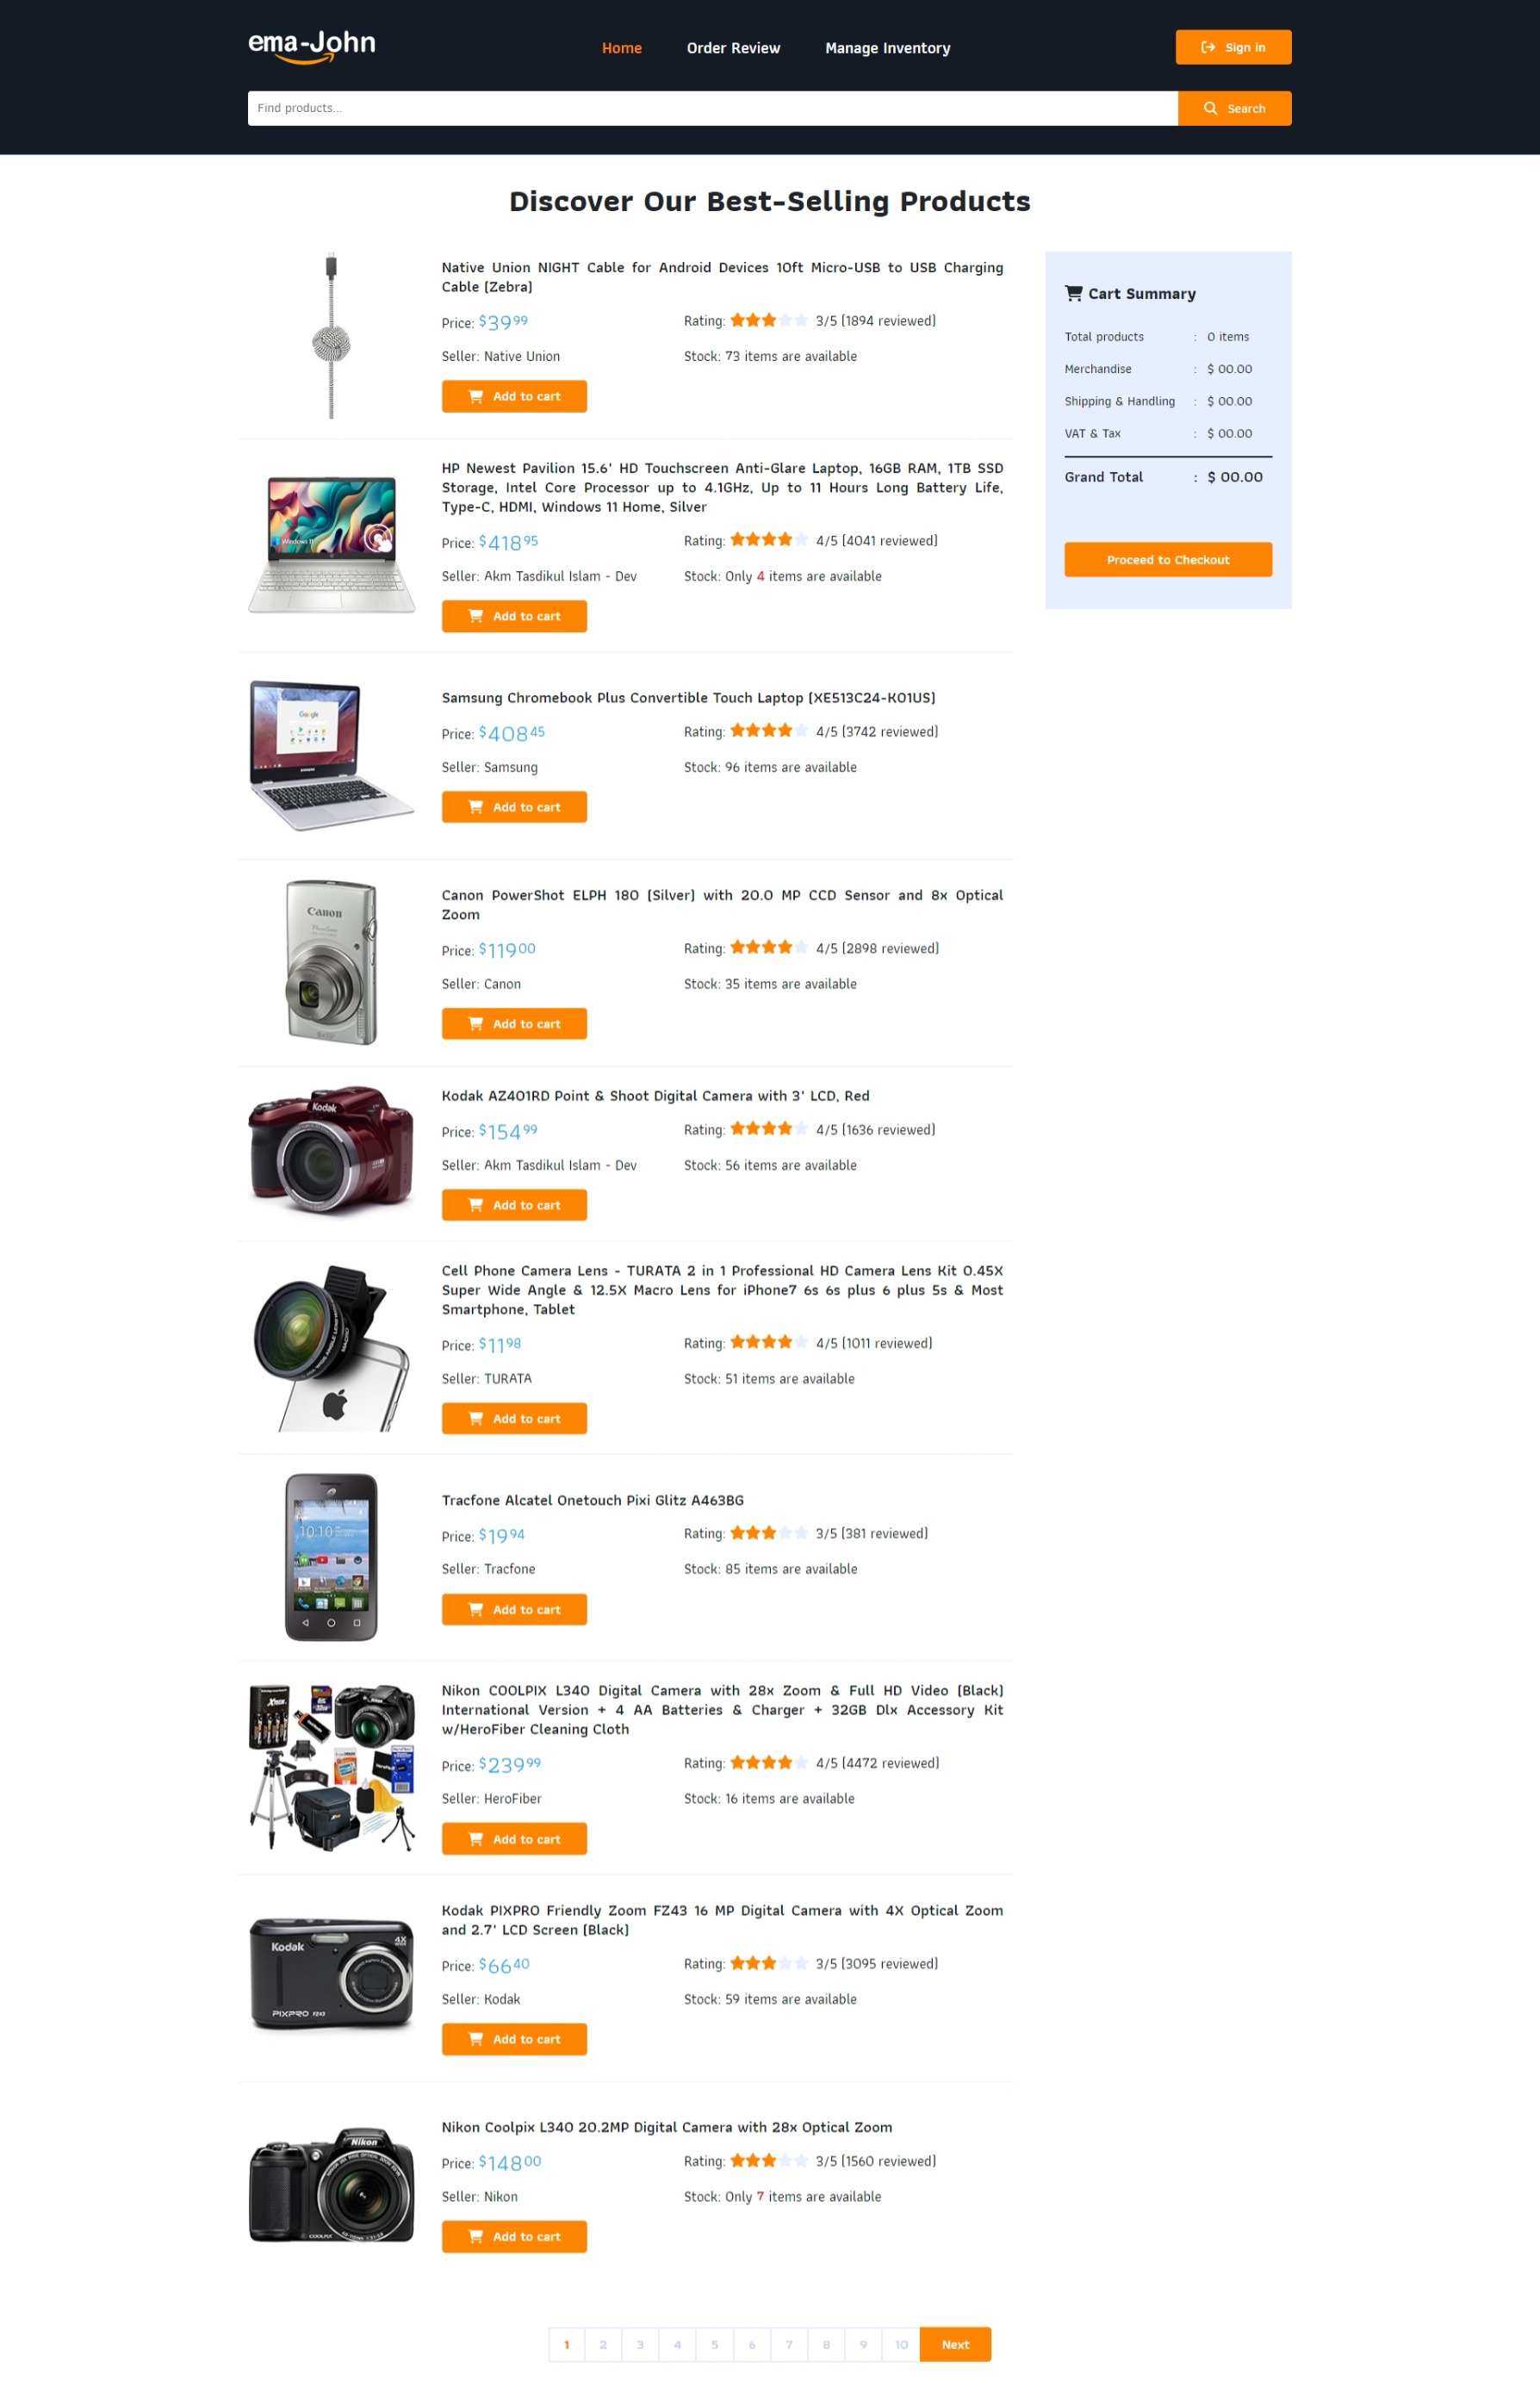 ema-John
Home
Order Review
Manage Inventory
Sign in
Find products...
Search
Discover Our Best-Selling Products
Native Union NIGHT Cable for Android Devices 10ft Micro-USB to USB Charging
Cable (Zebra)
Price: $39 99
Rating: 3/5 (1894 reviewed)
Seller: Native Union
Stock: 73 items are available
Add to cart
Cart Summary
Total products : 0 items
Merchandise : $ 00.00
Shipping & Handling : $ 00.00
VAT & Tax : $ 00.00
Grand Total : $ 00.00
Proceed to Checkout
Windows 11
HP Newest Pavilion 15.6' HD Touchscreen Anti-Glare Laptop, 16GB RAM, 1TB SSD
Storage, Intel Core Processor up to 4.1GHz, Up to 11 Hours Long Battery Life,
Type-C, HDMI, Windows 11 Home, Silver
Price: $418 95
Rating: 4/5 (4041 reviewed)
Seller: Akm Tasdikul Islam - Dev
Stock: Only 4 items are available
Add to cart
Google
Samsung Chromebook Plus Convertible Touch Laptop (XE513C24-K01US)
Price: $408 45
Rating: 4/5 (3742 reviewed)
Seller: Samsung
Stock: 96 items are available
Add to cart
Canon
Canon PowerShot ELPH 180 (Silver) with 20.0 MP CCD Sensor and 8x Optical
Zoom
Price: $119 00
Rating: 4/5 (2898 reviewed)
Seller: Canon
Stock: 35 items are available
Add to cart
Kodak
Kodak AZ401RD Point & Shoot Digital Camera with 3' LCD, Red
Price: $154 99
Rating: 4/5 (1636 reviewed)
Seller: Akm Tasdikul Islam - Dev
Stock: 56 items are available
Add to cart
Cell Phone Camera Lens - TURATA 2 in 1 Professional HD Camera Lens Kit 0.45X
Super Wide Angle & 12.5X Macro Lens for iPhone7 6s 6s plus 6 plus 5s & Most
Smartphone, Tablet
Price: $11 98
Rating: 4/5 (1011 reviewed)
Seller: TURATA
Stock: 51 items are available
Add to cart
10:10
Tracfone Alcatel Onetouch Pixi Glitz A463BG
Price: $19 94
Rating: 3/5 (381 reviewed)
Seller: Tracfone
Stock: 85 items are available
Add to cart
Nikon COOLPIX L340 Digital Camera with 28x Zoom & Full HD Video (Black)
International Version + 4 AA Batteries & Charger + 32GB Dlx Accessory Kit
w/HeroFiber Cleaning Cloth
Price: $239 99
Rating: 4/5 (4472 reviewed)
Seller: HeroFiber
Stock: 16 items are available
Add to cart
Kodak
4X
PIXPRO FZ43
Kodak PIXPRO Friendly Zoom FZ43 16 MP Digital Camera with 4X Optical Zoom
and 2.7' LCD Screen (Black)
Price: $66 40
Rating: 3/5 (3095 reviewed)
Seller: Kodak
Stock: 59 items are available
Add to cart
Nikon
COOLPIX
Nikon Coolpix L340 20.2MP Digital Camera with 28x Optical Zoom
Price: $148 00
Rating: 3/5 (1560 reviewed)
Seller: Nikon
Stock: Only 7 items are available
Add to cart
1 2 3 4 5 6 7 8 9 10 Next